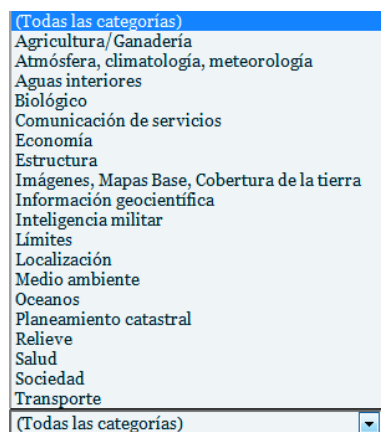 (Todas las categorías)
Agricultura/Ganadería
Atmósfera, climatología, meteorología
Aguas interiores
Biológico
Comunicación de servicios
Economía
Estructura
Imágenes, Mapas Base, Cobertura de la tierra
Información geocientífica
Inteligencia militar
Límites
Localización
Medio ambiente
Oceanos
Planeamiento catastral
Relieve
Salud
Sociedad
Transporte
(Todas las categorías)